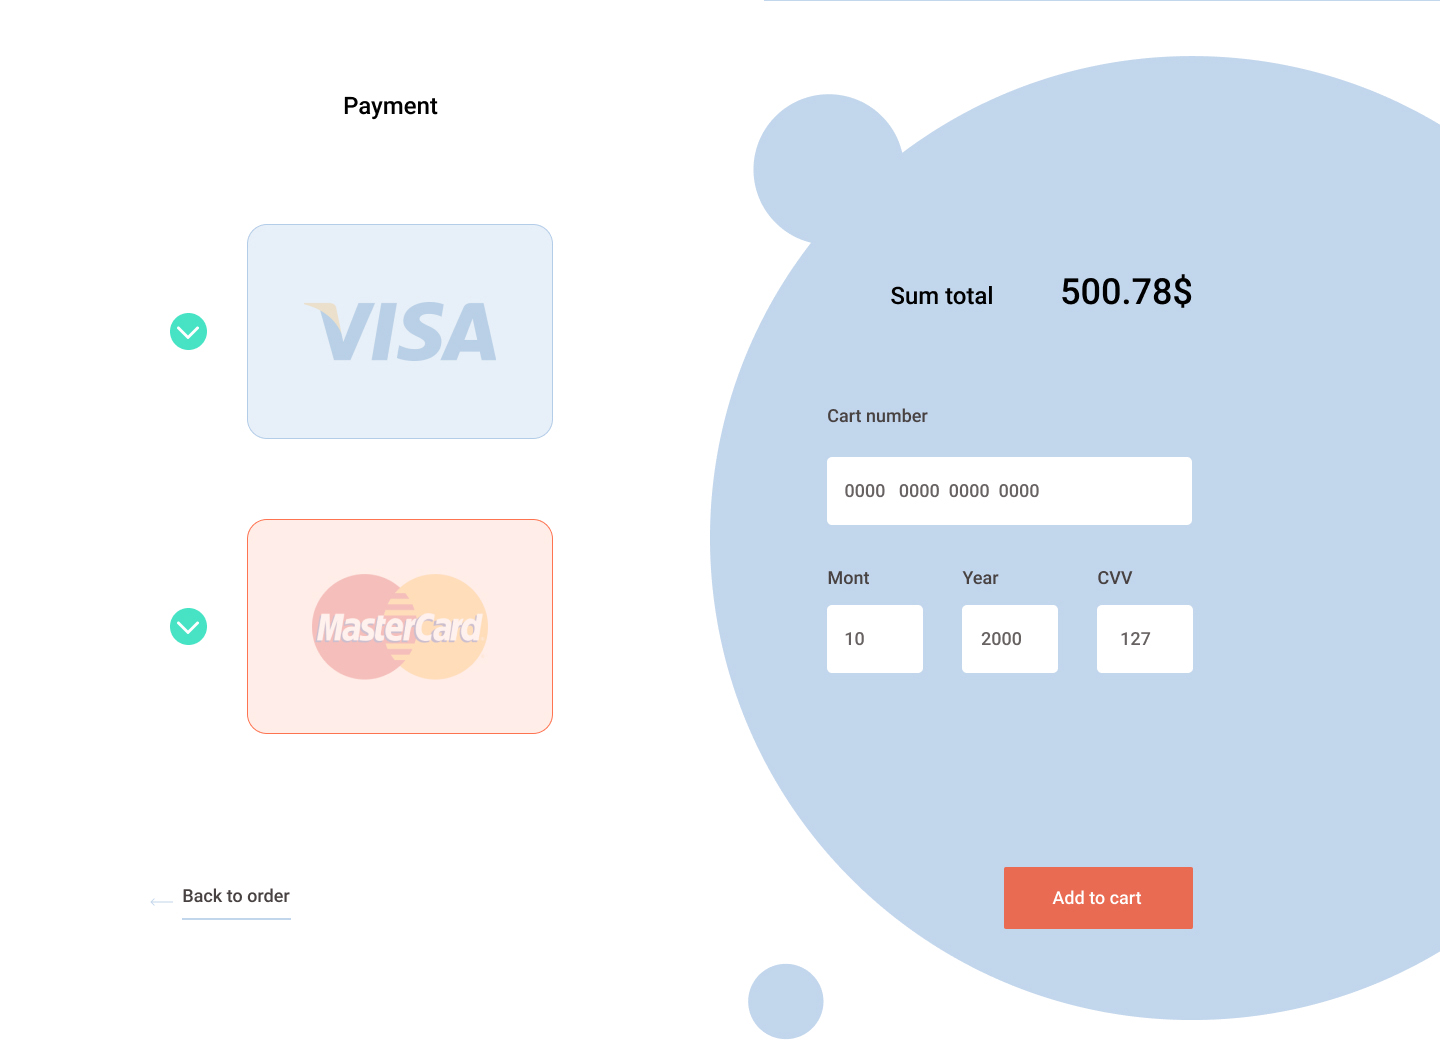 Payment
VISA
MasterCard
Back to order
Sum total 500.78$
Cart number
0000 0000 0000 0000
Mont Year CVV
10 2000 127
Add to cart